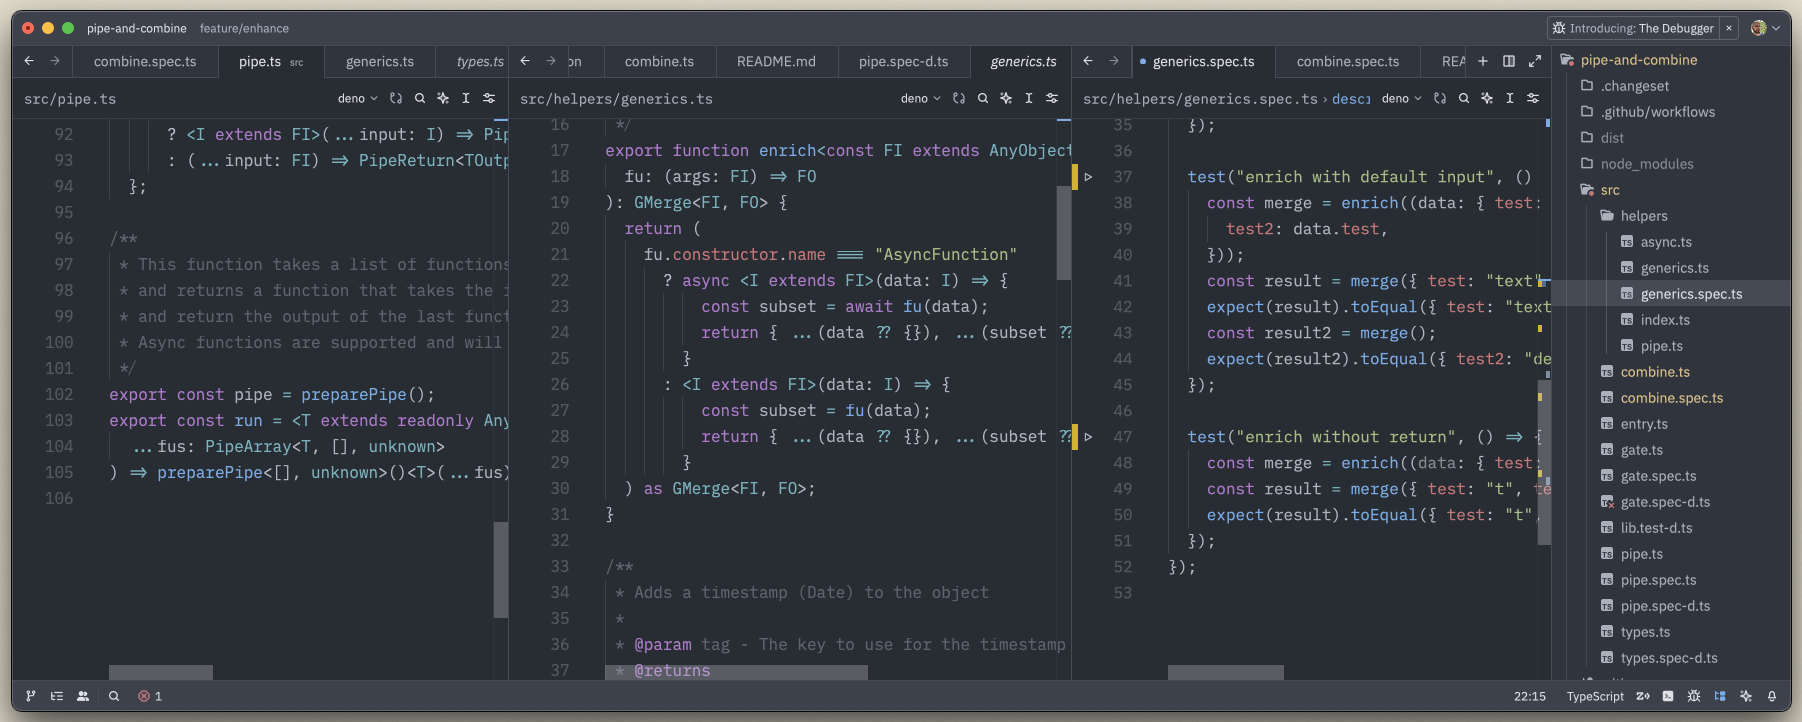 pipe-and-combine feature/enhance
Introducing: The Debugger ×
combine.spec.ts pipe.ts src generics.ts types.ts
on combine.ts README.md pipe.spec-d.ts generics.ts
generics.spec.ts combine.spec.ts REA
src/pipe.ts deno
92 ? <I extends FI>(...input: I) => Pip
93 : (...input: FI) => PipeReturn<TOutp
94 };
95
96 /**
97 * This function takes a list of functions
98 * and returns a function that takes the i
99 * and return the output of the last funct
100 * Async functions are supported and will
101 */
102 export const pipe = preparePipe();
103 export const run = <T extends readonly Any
104 ...fus: PipeArray<T, [], unknown>
105 ) => preparePipe<[], unknown>()<T>(...fus)
106
src/helpers/generics.ts deno
16 */
17 export function enrich<const FI extends AnyObject
18 fu: (args: FI) => FO
19 ): GMerge<FI, FO> {
20 return (
21 fu.constructor.name === "AsyncFunction"
22 ? async <I extends FI>(data: I) => {
23 const subset = await fu(data);
24 return { ...(data ?? {}), ...(subset ??
25 }
26 : <I extends FI>(data: I) => {
27 const subset = fu(data);
28 return { ...(data ?? {}), ...(subset ??
29 }
30 ) as GMerge<FI, FO>;
31 }
32
33 /**
34 * Adds a timestamp (Date) to the object
35 *
36 * @param tag - The key to use for the timestamp
37 * @returns
src/helpers/generics.spec.ts › desc deno
35 });
36
37 test("enrich with default input", ()
38 const merge = enrich((data: { test:
39 test2: data.test,
40 }));
41 const result = merge({ test: "text"
42 expect(result).toEqual({ test: "text
43 const result2 = merge();
44 expect(result2).toEqual({ test2: "de
45 });
46
47 test("enrich without return", () => {
48 const merge = enrich((data: { test:
49 const result = merge({ test: "t", te
50 expect(result).toEqual({ test: "t",
51 });
52 });
53
pipe-and-combine
.changeset
.github/workflows
dist
node_modules
src
helpers
async.ts
generics.ts
generics.spec.ts
index.ts
pipe.ts
combine.ts
combine.spec.ts
entry.ts
gate.ts
gate.spec.ts
gate.spec-d.ts
lib.test-d.ts
pipe.ts
pipe.spec.ts
pipe.spec-d.ts
types.ts
types.spec-d.ts
1
22:15 TypeScript